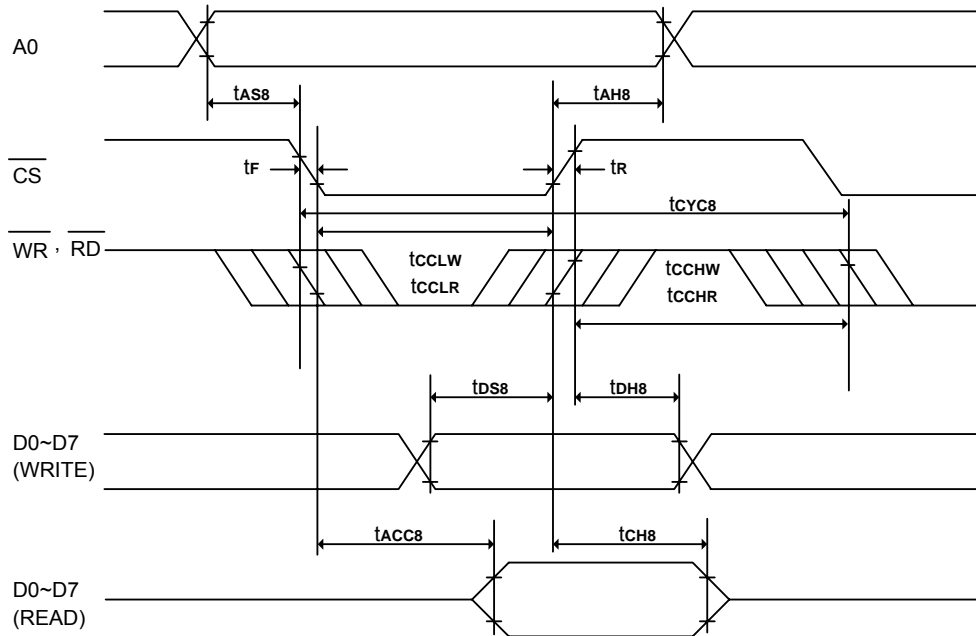 A0
tAS8
tAH8
CS
tF
tR
tCYC8
WR , RD
tCCLW
tCCLR
tCCHW
tCCHR
tDS8
tDH8
D0~D7
(WRITE)
tACC8
tCH8
D0~D7
(READ)